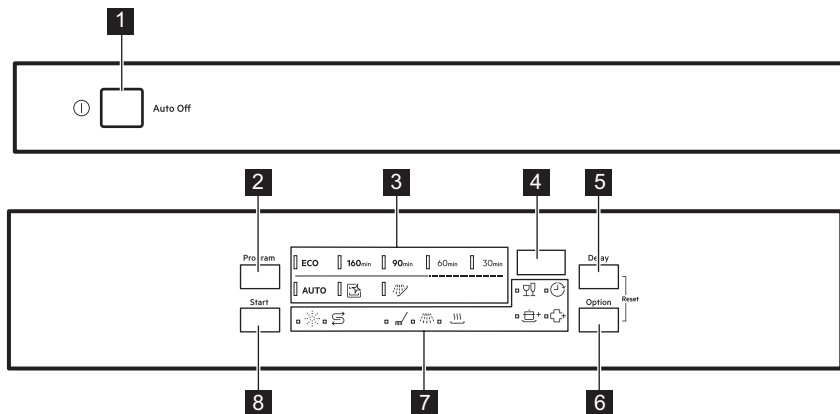 1
Auto Off
2
3
4
5
Program
Delay
ECO 160min 90min 60min 30min
AUTO
Reset
Start
Option
8
7
6